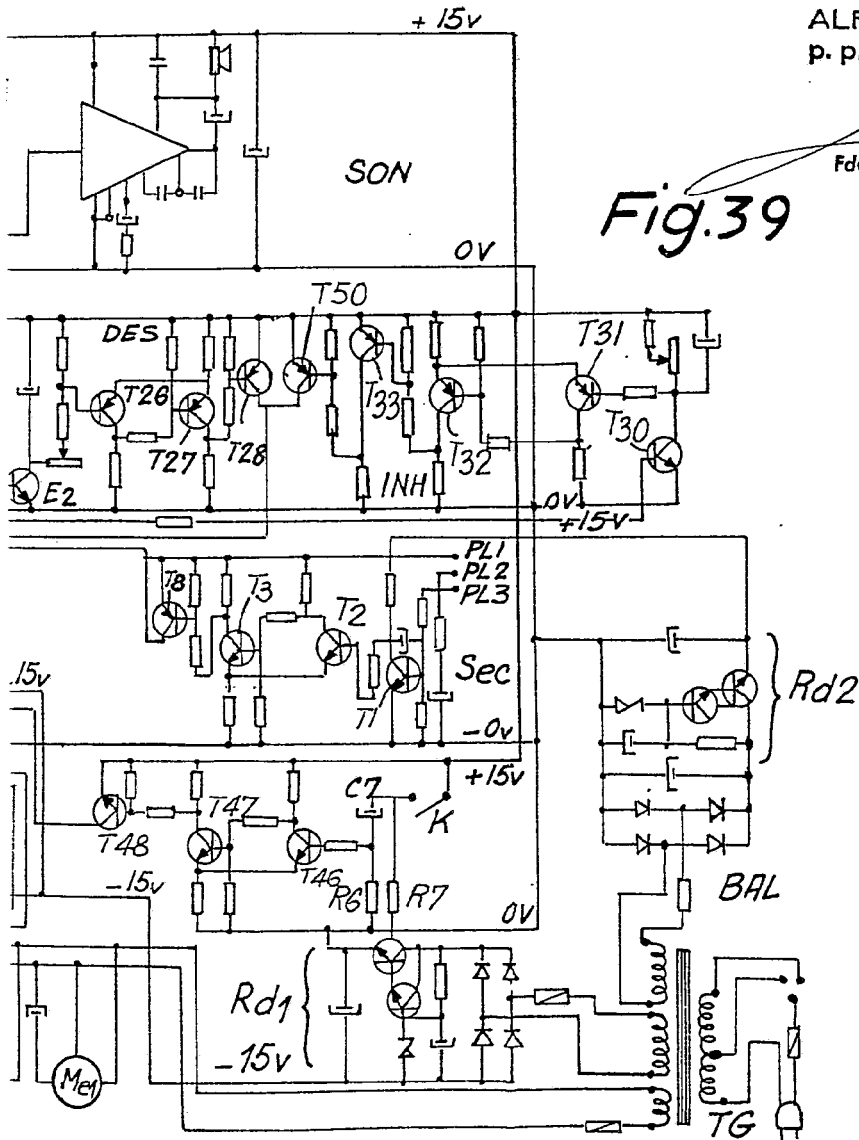 + 15v
ALF
p. p.
SON
Fig.39
0V
DES
T50
T31
T26
T33
T30
T27
T28
T32
E2
INH
0V
+15v
PL1
PL2
PL3
T8
T3
T2
Sec
T1
Rd2
15v
-0v
+15v
C7
K
T47
T48
T46
-15v
R6
R7
0V
BAL
Rd1
-15v
Me1
TG